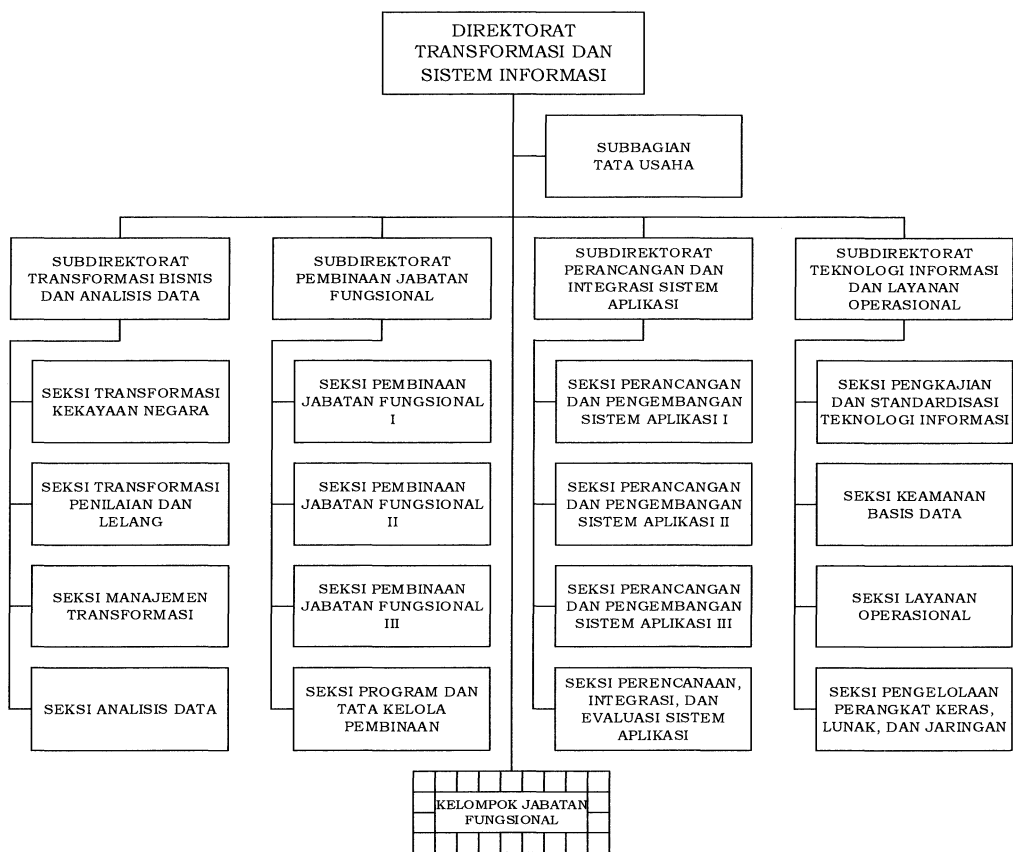 DIREKTORAT
TRANSFORMASI DAN
SISTEM INFORMASI
SUBBAGIAN
TATA USAHA
SUBDIREKTORAT
TRANSFORMASI BISNIS
DAN ANALISIS DATA
SUBDIREKTORAT
PEMBINAAN JABATAN
FUNGSIONAL
SUBDIREKTORAT
PERANCANGAN DAN
INTEGRASI SISTEM
APLIKASI
SUBDIREKTORAT
TEKNOLOGI INFORMASI
DAN LAYANAN
OPERASIONAL
SEKSI TRANSFORMASI
KEKAYAAN NEGARA
SEKSI PEMBINAAN
JABATAN FUNGSIONAL
I
SEKSI PERANCANGAN
DAN PENGEMBANGAN
SISTEM APLIKASI I
SEKSI PENGKAJIAN
DAN STANDARDISASI
TEKNOLOGI INFORMASI
SEKSI TRANSFORMASI
PENILAIAN DAN
LELANG
SEKSI PEMBINAAN
JABATAN FUNGSIONAL
II
SEKSI PERANCANGAN
DAN PENGEMBANGAN
SISTEM APLIKASI II
SEKSI KEAMANAN
BASIS DATA
SEKSI MANAJEMEN
TRANSFORMASI
SEKSI PEMBINAAN
JABATAN FUNGSIONAL
III
SEKSI PERANCANGAN
DAN PENGEMBANGAN
SISTEM APLIKASI III
SEKSI LAYANAN
OPERASIONAL
SEKSI ANALISIS DATA
SEKSI PROGRAM DAN
TATA KELOLA
PEMBINAAN
SEKSI PERENCANAAN,
INTEGRASI, DAN
EVALUASI SISTEM
APLIKASI
SEKSI PENGELOLAAN
PERANGKAT KERAS,
LUNAK, DAN JARINGAN
KELOMPOK JABATAN
FUNGSIONAL